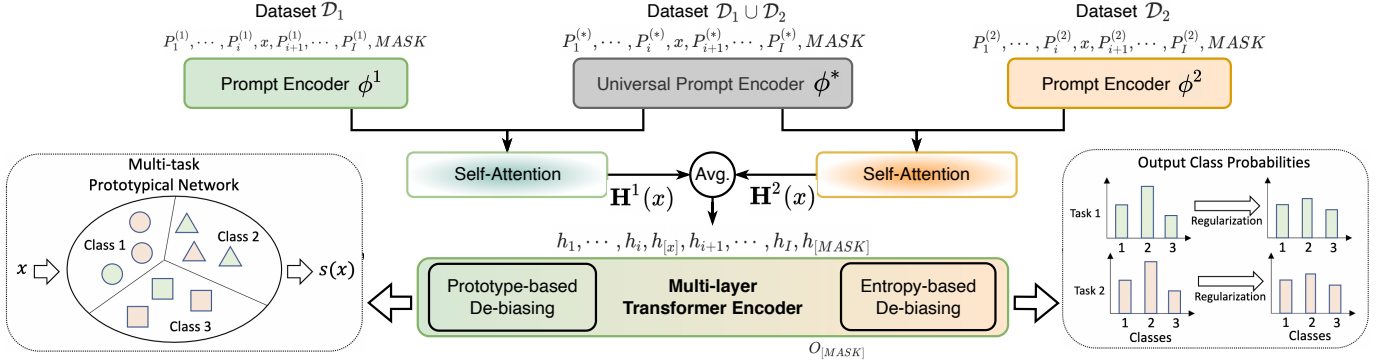 Dataset 𝒟₁
P₁⁽¹⁾, ⋯, Pᵢ⁽¹⁾, x, Pᵢ₊₁⁽¹⁾, ⋯, P_I⁽¹⁾, MASK
Prompt Encoder ϕ¹
Dataset 𝒟₁ ∪ 𝒟₂
P₁⁽*⁾, ⋯, Pᵢ⁽*⁾, x, Pᵢ₊₁⁽*⁾, ⋯, P_I⁽*⁾, MASK
Universal Prompt Encoder ϕ*
Dataset 𝒟₂
P₁⁽²⁾, ⋯, Pᵢ⁽²⁾, x, Pᵢ₊₁⁽²⁾, ⋯, P_I⁽²⁾, MASK
Prompt Encoder ϕ²
Self-Attention
H¹(x)
Avg.
H²(x)
Self-Attention
h₁, ⋯, hᵢ, h_[x], hᵢ₊₁, ⋯, h_I, h_[MASK]
Prototype-based
De-biasing
Multi-layer
Transformer Encoder
Entropy-based
De-biasing
O_[MASK]
Multi-task
Prototypical Network
Class 1
Class 2
Class 3
x
s(x)
Output Class Probabilities
Task 1
Regularization
1 2 3
1 2 3
Task 2
Regularization
1 2 3
1 2 3
Classes
Classes